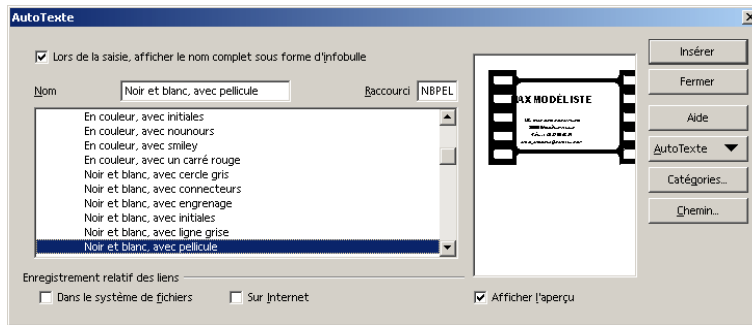 AutoTexte
Lors de la saisie, afficher le nom complet sous forme d'infobulle
Nom
Noir et blanc, avec pellicule
Raccourci
NBPEL
En couleur, avec initiales
En couleur, avec nounours
En couleur, avec smiley
En couleur, avec un carré rouge
Noir et blanc, avec cercle gris
Noir et blanc, avec connecteurs
Noir et blanc, avec engrenage
Noir et blanc, avec initiales
Noir et blanc, avec ligne grise
Noir et blanc, avec pellicule
Enregistrement relatif des liens
Dans le système de fichiers
Sur Internet
AX MODÉLISTE
Afficher l'aperçu
Insérer
Fermer
Aide
AutoTexte
Catégories...
Chemin...